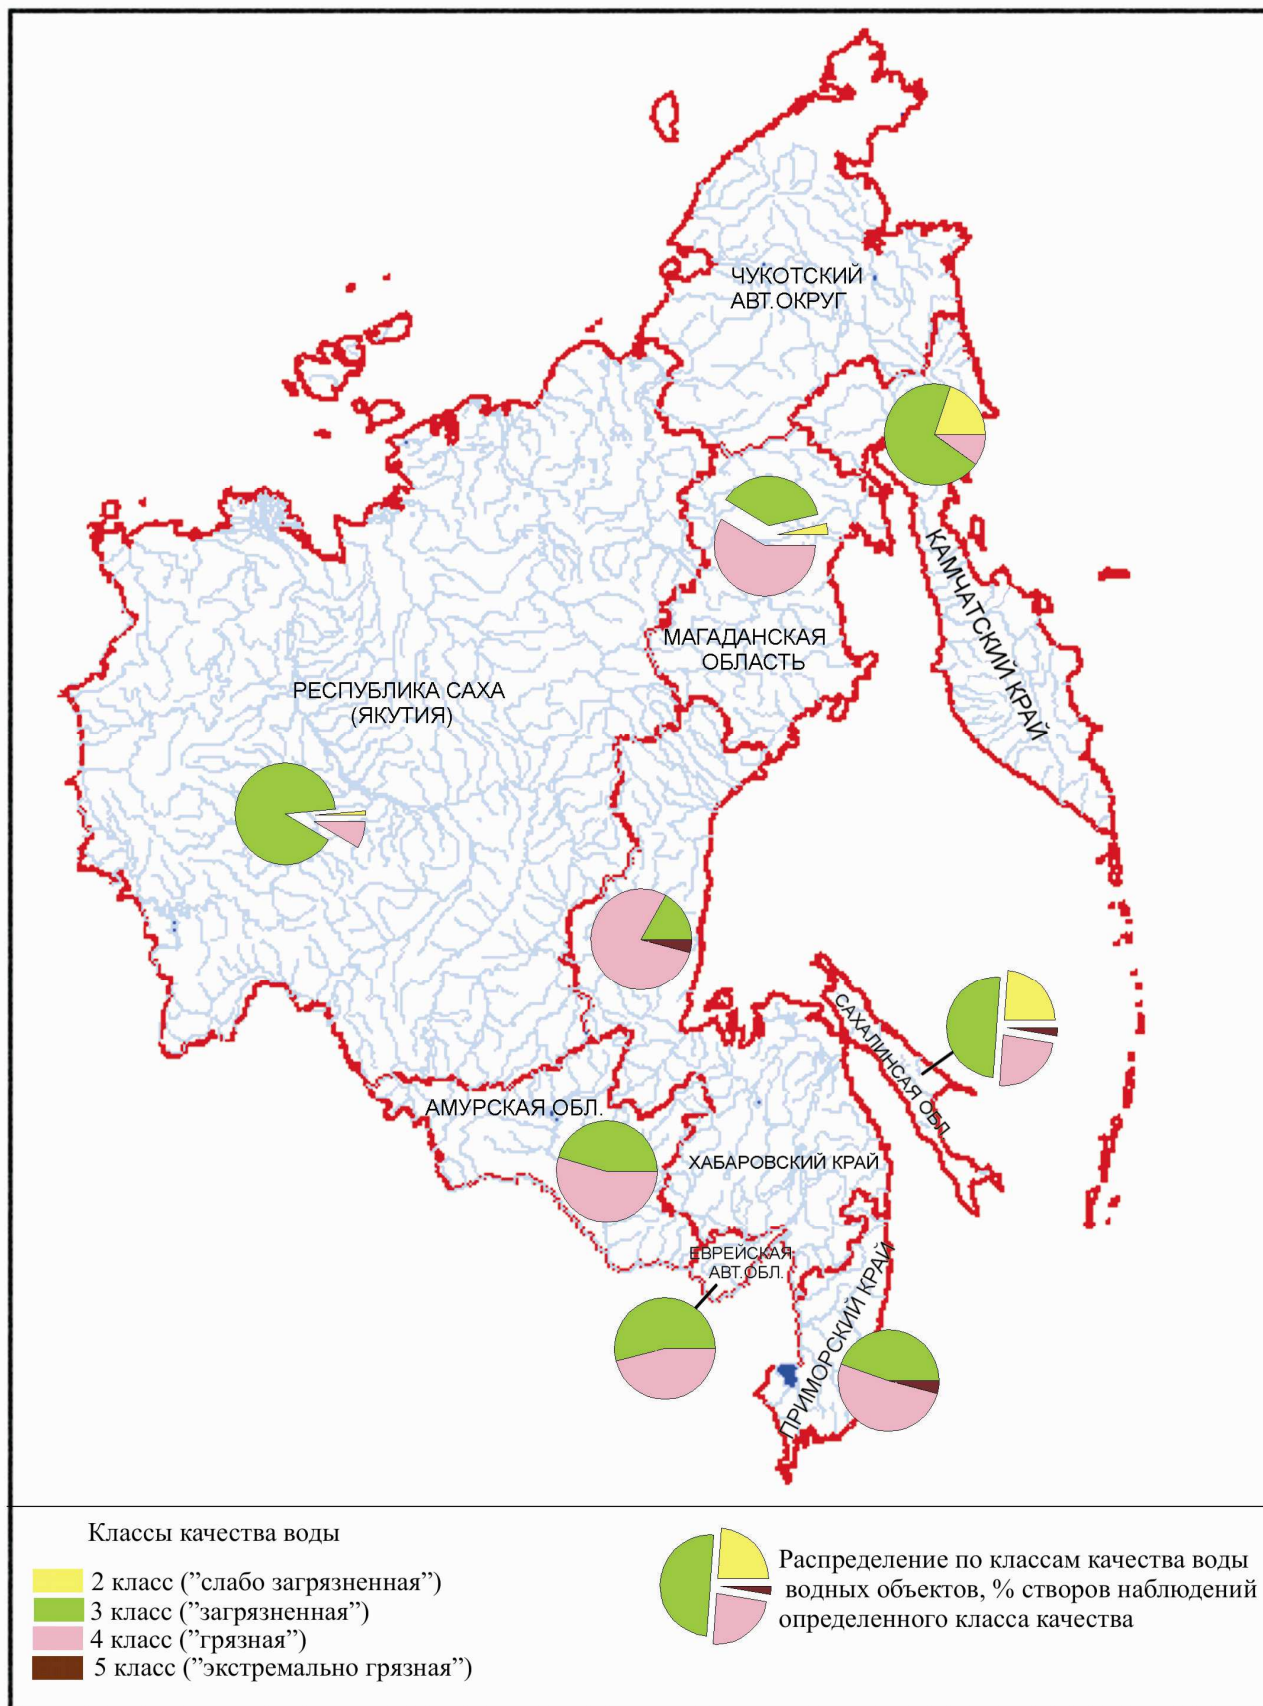 ЧУКОТСКИЙ
АВТ.ОКРУГ
КАМЧАТСКИЙ КРАЙ
МАГАДАНСКАЯ
ОБЛАСТЬ
РЕСПУБЛИКА САХА
(ЯКУТИЯ)
САХАЛИНСАЯ ОБЛ
АМУРСКАЯ ОБЛ.
ХАБАРОВСКИЙ КРАЙ
ЕВРЕЙСКАЯ
АВТ.ОБЛ.
ПРИМОРСКИЙ КРАЙ
Классы качества воды
2 класс ("слабо загрязненная")
3 класс ("загрязненная")
4 класс ("грязная")
5 класс ("экстремально грязная")
Распределение по классам качества воды
водных объектов, % створов наблюдений
определенного класса качества